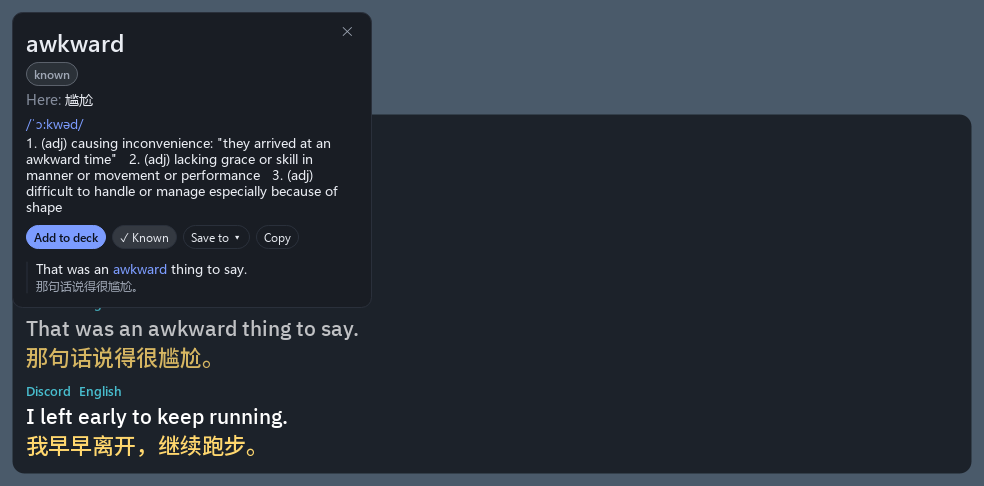 awkward
known
Here: 尴尬
/ˈɔːkwəd/
1. (adj) causing inconvenience: "they arrived at an
awkward time"   2. (adj) lacking grace or skill in
manner or movement or performance   3. (adj)
difficult to handle or manage especially because of
shape
Add to deck ✓ Known Save to ▾ Copy
That was an awkward thing to say.
那句话说得很尴尬。
That was an awkward thing to say.
那句话说得很尴尬。
Discord English
I left early to keep running.
我早早离开，继续跑步。